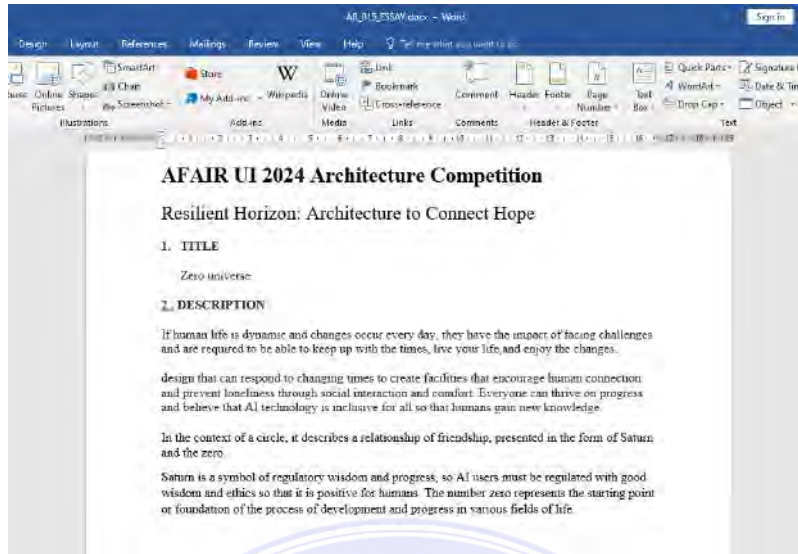 AR_015_ESSAY.docx - Word
Sign in
Design Layout References Mailings Review View Help Tell me what you want to do
SmartArt
Store
Link
Quick Parts
Signature
Online Pictures
Shapes
Chart
My Add-ins
Wikipedia
Online Video
Bookmark
Comment
Header
Footer
Page Number
Text Box
WordArt
Date & Tim
Screenshot
Cross-reference
Drop Cap
Object
Illustrations
Add-ins
Media
Links
Comments
Header & Footer
Text
AFAIR UI 2024 Architecture Competition
Resilient Horizon: Architecture to Connect Hope
1. TITLE
Zero universe
2. DESCRIPTION
If human life is dynamic and changes occur every day, they have the impact of facing challenges
and are required to be able to keep up with the times, live your life,and enjoy the changes.
design that can respond to changing times to create facilities that encourage human connection
and prevent loneliness through social interaction and comfort. Everyone can thrive on progress
and believe that AI technology is inclusive for all so that humans gain new knowledge.
In the context of a circle, it describes a relationship of friendship, presented in the form of Saturn
and the zero.
Saturn is a symbol of regulatory wisdom and progress, so AI users must be regulated with good
wisdom and ethics so that it is positive for humans. The number zero represents the starting point
or foundation of the process of development and progress in various fields of life.